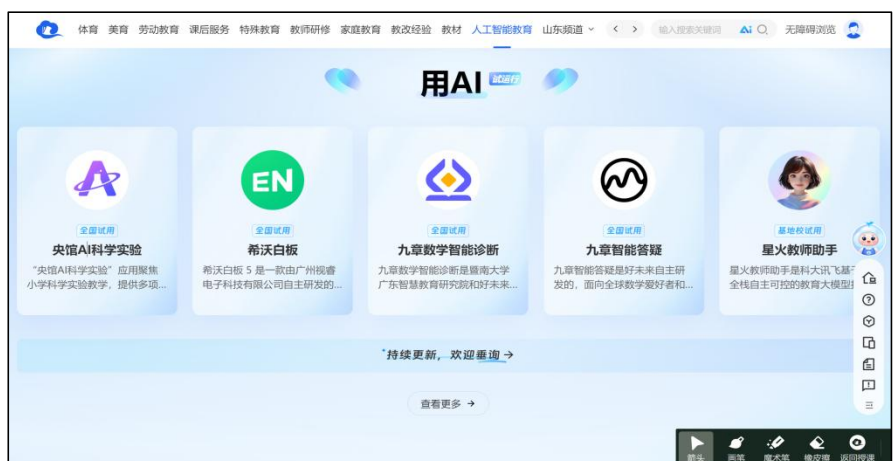 体育 美育 劳动教育 课后服务 特殊教育 教师研修 家庭教育 教改经验 教材 人工智能教育 山东频道 输入搜索关键词 Ai 无障碍浏览
用AI 试运行
EN
全国试用
央馆AI科学实验
“央馆AI科学实验”应用聚焦
小学科学实验教学，提供多项...
全国试用
希沃白板
希沃白板 5 是一款由广州视睿
电子科技有限公司自主研发的...
全国试用
九章数学智能诊断
九章数学智能诊断是暨南大学
广东智慧教育研究院和好未来...
全国试用
九章智能答疑
九章智能答疑是好未来自主研
发的，面向全球数学爱好者和...
基地校试用
星火教师助手
星火教师助手是科大讯飞基于
全栈自主可控的教育大模型
持续更新，欢迎垂询 →
查看更多 →
箭头 画笔 魔术笔 橡皮擦 返回授课